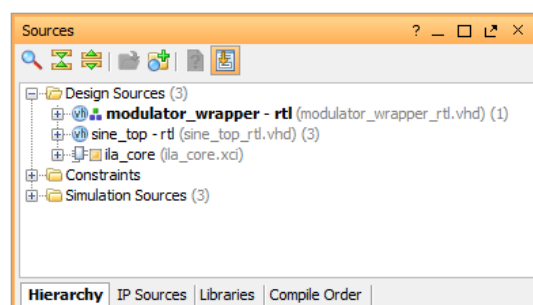 Sources
Design Sources (3)
modulator_wrapper - rtl (modulator_wrapper_rtl.vhd) (1)
sine_top - rtl (sine_top_rtl.vhd) (3)
ila_core (ila_core.xci)
Constraints
Simulation Sources (3)
Hierarchy IP Sources Libraries Compile Order